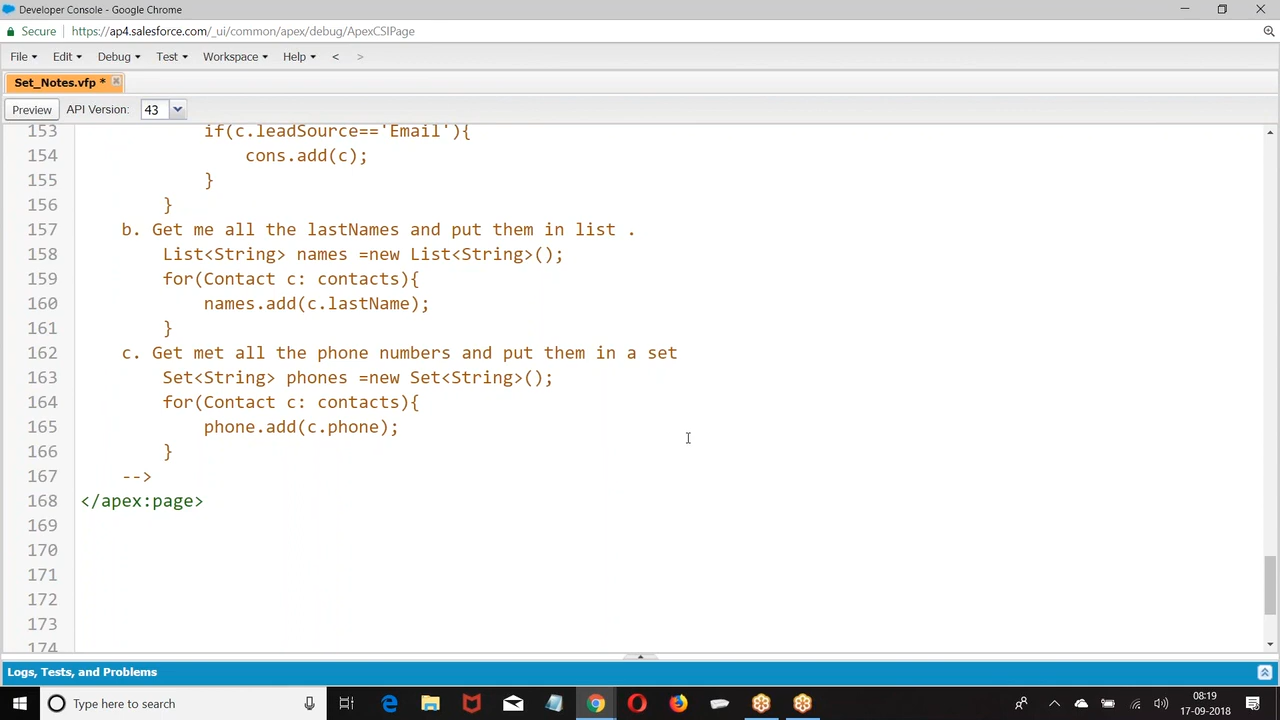 Developer Console - Google Chrome
Secure https://ap4.salesforce.com/_ui/common/apex/debug/ApexCSIPage
File Edit Debug Test Workspace Help < >
Set_Notes.vfp *
Preview API Version: 43
153 if(c.leadSource=='Email'){
154 cons.add(c);
155 }
156 }
157 b. Get me all the lastNames and put them in list .
158 List<String> names =new List<String>();
159 for(Contact c: contacts){
160 names.add(c.lastName);
161 }
162 c. Get met all the phone numbers and put them in a set
163 Set<String> phones =new Set<String>();
164 for(Contact c: contacts){
165 phone.add(c.phone);
166 }
167 -->
168 </apex:page>
169
170
171
172
173
174
Logs, Tests, and Problems
Type here to search
08:19
17-09-2018